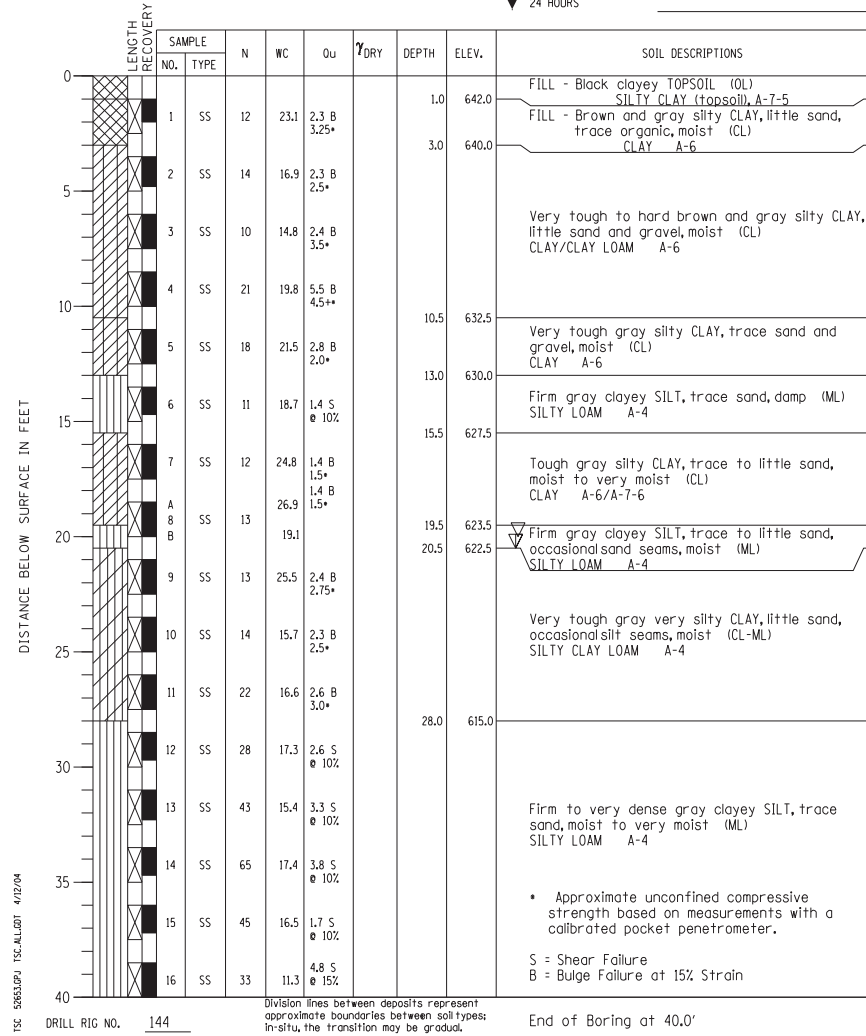 ▼ 24 HOURS
LENGTH RECOVERY SAMPLE NO. TYPE N WC Qu γDRY DEPTH ELEV. SOIL DESCRIPTIONS
0
FILL - Black clayey TOPSOIL (OL)
1.0 642.0 SILTY CLAY (topsoil), A-7-5
1 SS 12 23.1 2.3 B FILL - Brown and gray silty CLAY, little sand,
3.25* trace organic, moist (CL)
3.0 640.0 CLAY A-6
2 SS 14 16.9 2.3 B
5 2.5*
3 SS 10 14.8 2.4 B Very tough to hard brown and gray silty CLAY,
3.5* little sand and gravel, moist (CL)
CLAY/CLAY LOAM A-6
4 SS 21 19.8 5.5 B
10 4.5+*
10.5 632.5
5 SS 18 21.5 2.8 B Very tough gray silty CLAY, trace sand and
2.0* gravel, moist (CL)
CLAY A-6
13.0 630.0
6 SS 11 18.7 1.4 S Firm gray clayey SILT, trace sand, damp (ML)
@ 10% SILTY LOAM A-4
15
15.5 627.5
7 SS 12 24.8 1.4 B Tough gray silty CLAY, trace to little sand,
1.5* moist to very moist (CL)
1.4 B CLAY A-6/A-7-6
A 26.9 1.5*
8 SS 13
B 19.1
19.5 623.5 Firm gray clayey SILT, trace to little sand,
20 occasional sand seams, moist (ML)
20.5 622.5 SILTY LOAM A-4
9 SS 13 25.5 2.4 B
2.75*
10 SS 14 15.7 2.3 B Very tough gray very silty CLAY, little sand,
2.5* occasional silt seams, moist (CL-ML)
25 SILTY CLAY LOAM A-4
11 SS 22 16.6 2.6 B
3.0*
28.0 615.0
12 SS 28 17.3 2.6 S
@ 10%
30
13 SS 43 15.4 3.3 S Firm to very dense gray clayey SILT, trace
@ 10% sand, moist to very moist (ML)
SILTY LOAM A-4
14 SS 65 17.4 3.8 S
@ 10%
35
* Approximate unconfined compressive
15 SS 45 16.5 1.7 S strength based on measurements with a
@ 10% calibrated pocket penetrometer.
S = Shear Failure
16 SS 33 11.3 4.8 S B = Bulge Failure at 15% Strain
@ 15%
40
DISTANCE BELOW SURFACE IN FEET
TSC 52653.GPJ TSC_ALL.GDT 4/12/04
DRILL RIG NO. 144
Division lines between deposits represent
approximate boundaries between soil types;
in-situ, the transition may be gradual.
End of Boring at 40.0'